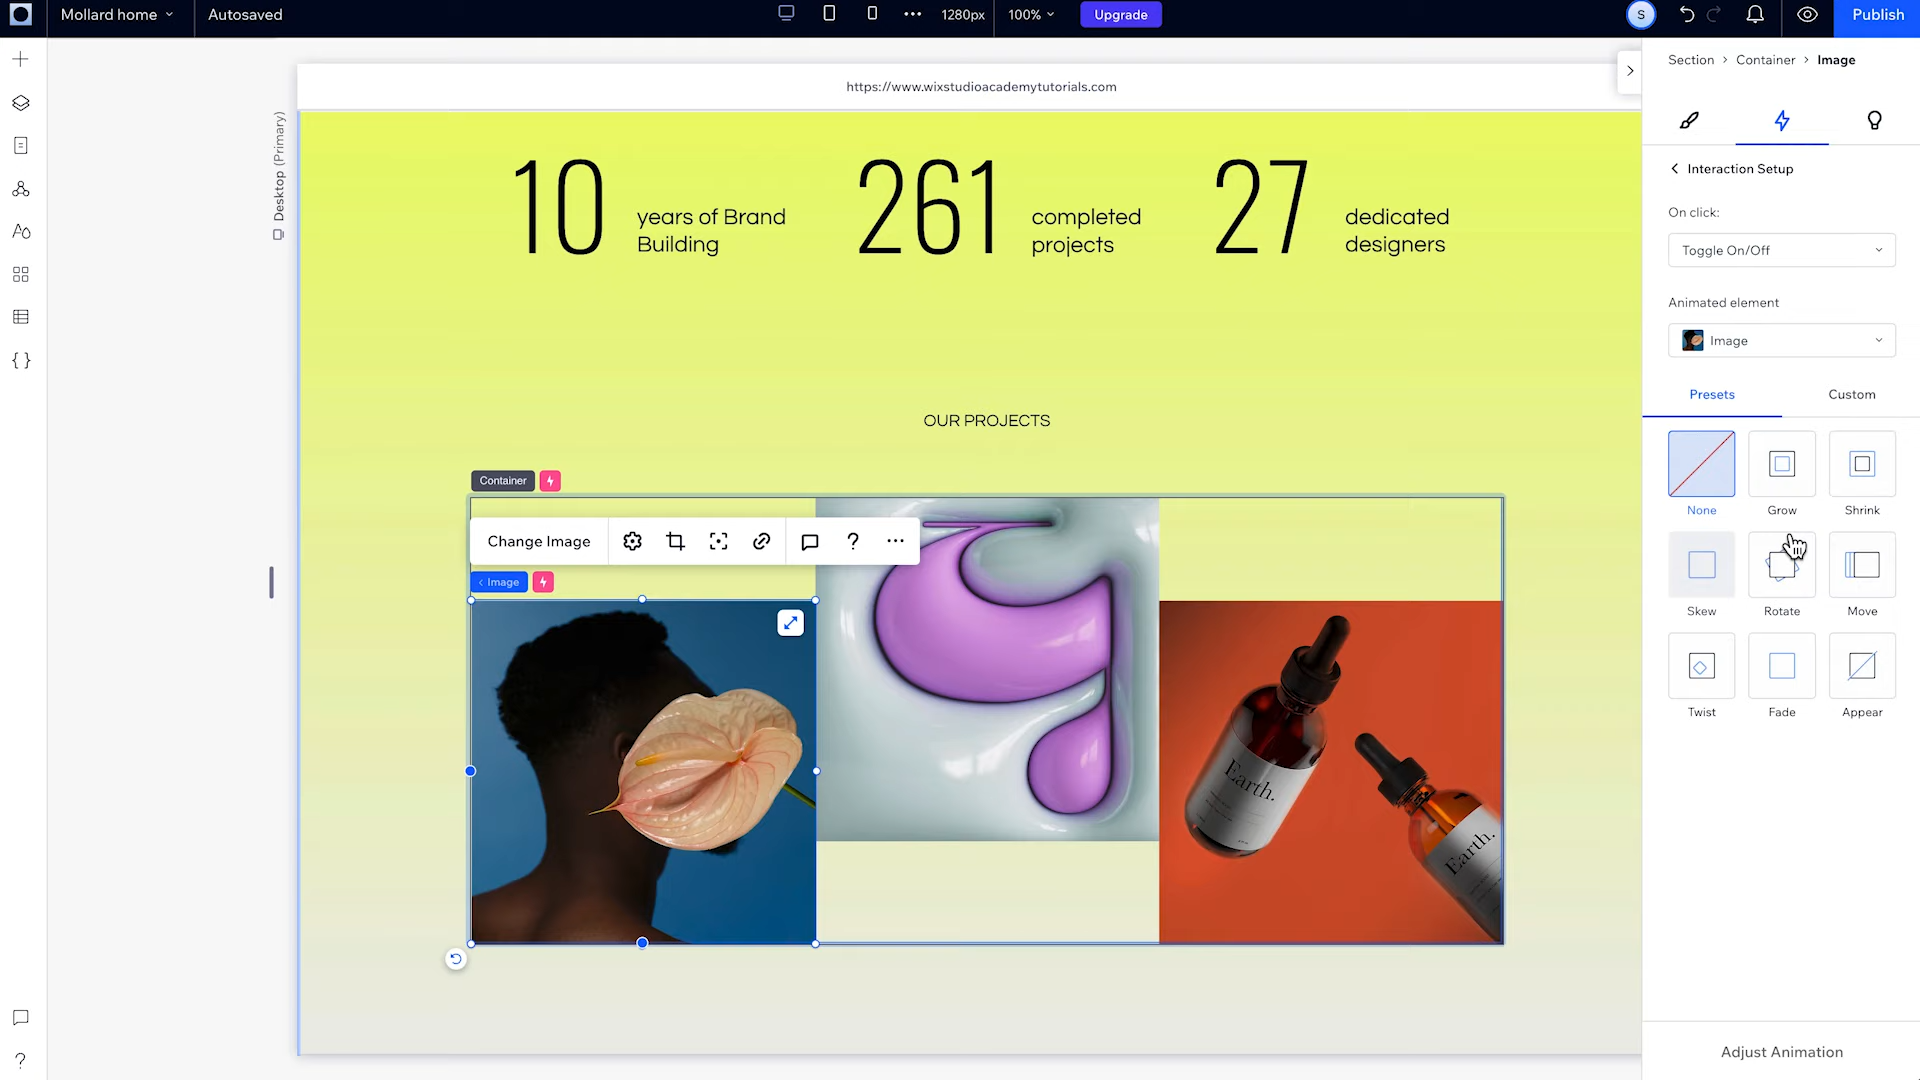 Mollard home
Autosaved
1280px
100%
Upgrade
S
Publish
Section > Container > Image
https://www.wixstudioacademytutorials.com
Desktop (Primary)
Interaction Setup
10
years of Brand
Building
261
completed
projects
27
dedicated
designers
On click:
Toggle On/Off
Animated element
Image
Presets
Custom
OUR PROJECTS
Container
None
Grow
Shrink
Change Image
?
Image
Skew
Rotate
Move
Twist
Fade
Appear
Earth.
Earth.
?
Adjust Animation